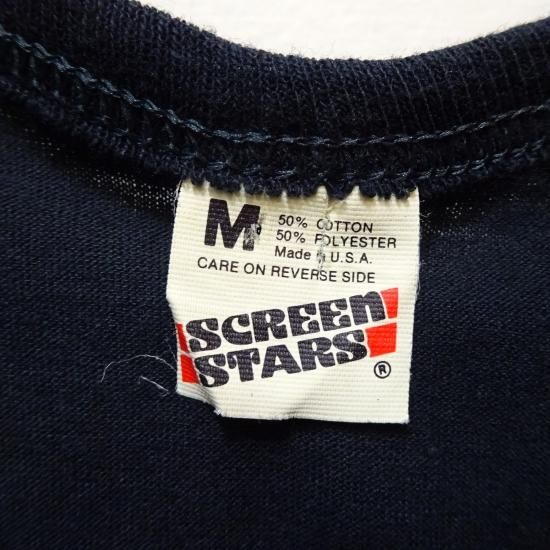 M
50% COTTON
50% POLYESTER
Made in U.S.A.
CARE ON REVERSE SIDE
SCREEN
STARS
®